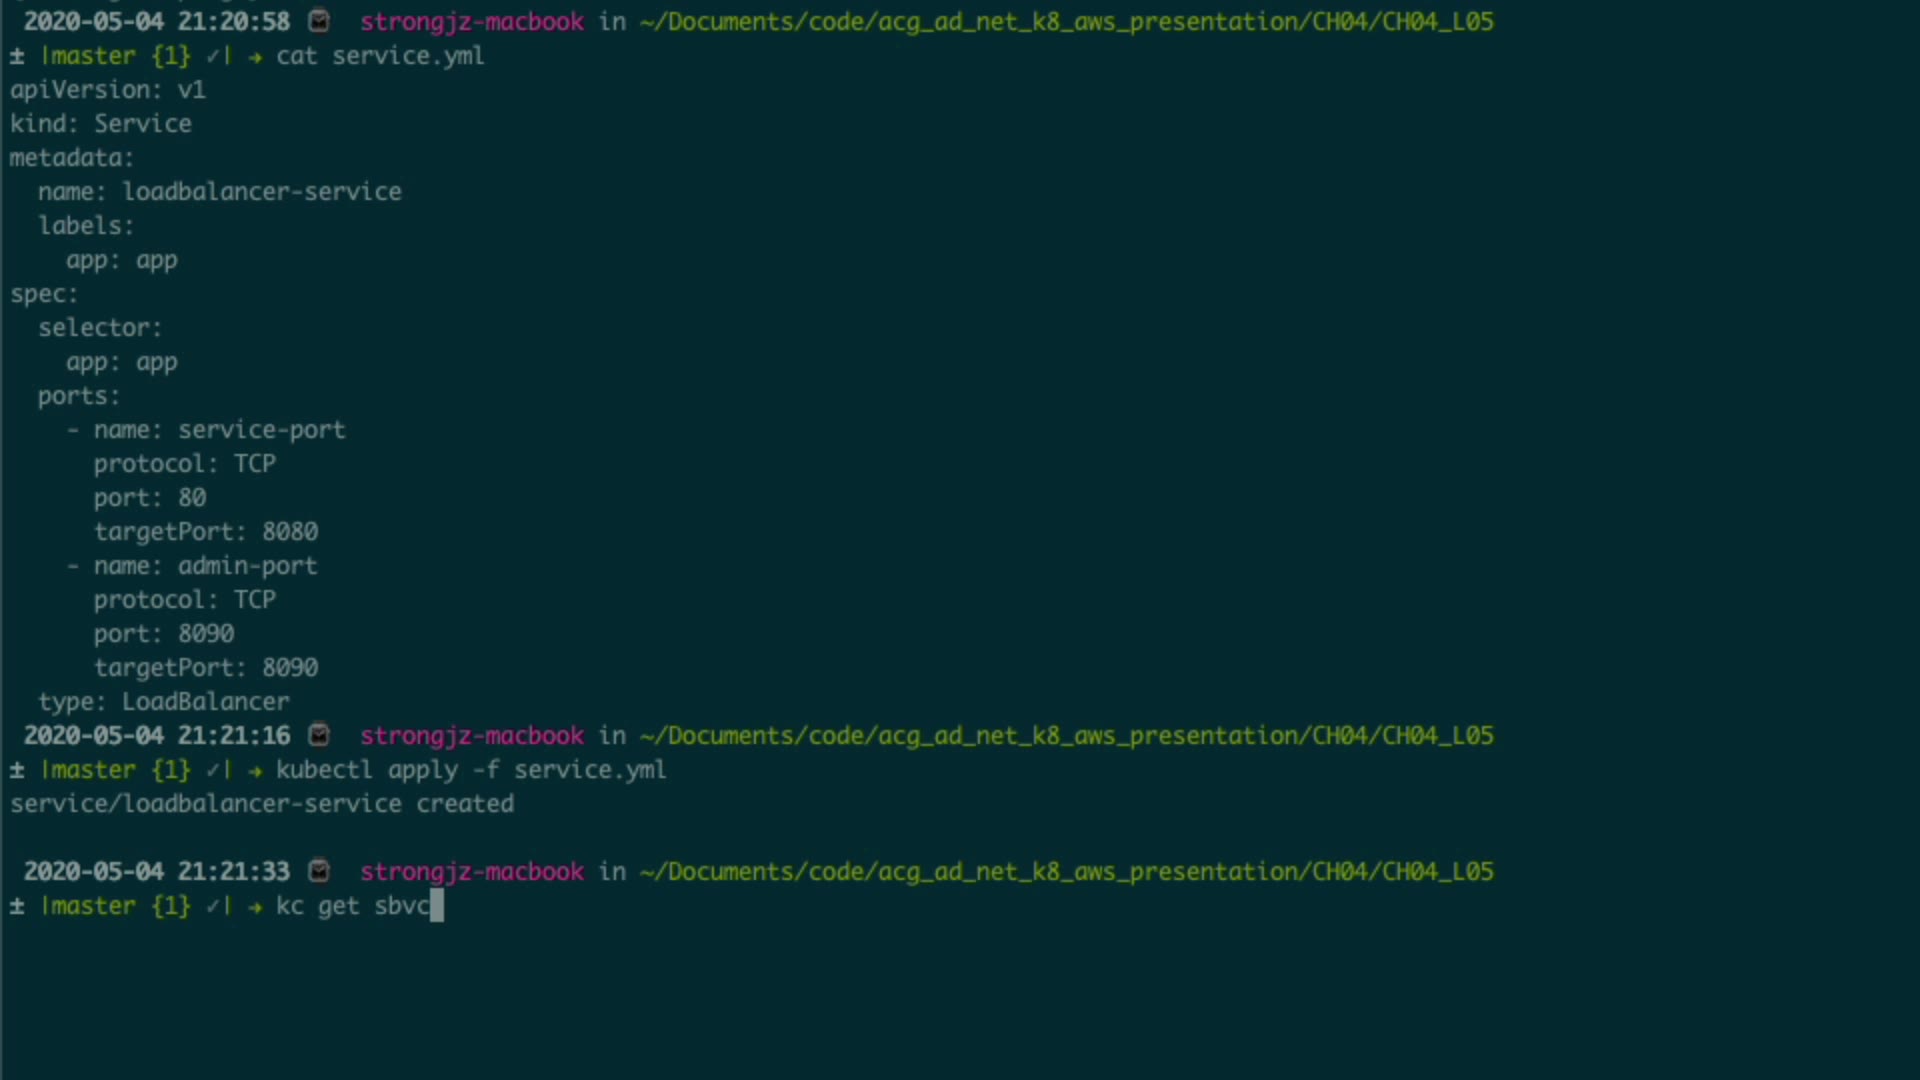 2020-05-04 21:20:58 strongjz-macbook in ~/Documents/code/acg_ad_net_k8_aws_presentation/CH04/CH04_L05
± |master {1} ✓| → cat service.yml
apiVersion: v1
kind: Service
metadata:
  name: loadbalancer-service
  labels:
    app: app
spec:
  selector:
    app: app
  ports:
    - name: service-port
      protocol: TCP
      port: 80
      targetPort: 8080
    - name: admin-port
      protocol: TCP
      port: 8090
      targetPort: 8090
  type: LoadBalancer
2020-05-04 21:21:16 strongjz-macbook in ~/Documents/code/acg_ad_net_k8_aws_presentation/CH04/CH04_L05
± |master {1} ✓| → kubectl apply -f service.yml
service/loadbalancer-service created
2020-05-04 21:21:33 strongjz-macbook in ~/Documents/code/acg_ad_net_k8_aws_presentation/CH04/CH04_L05
± |master {1} ✓| → kc get sbvc